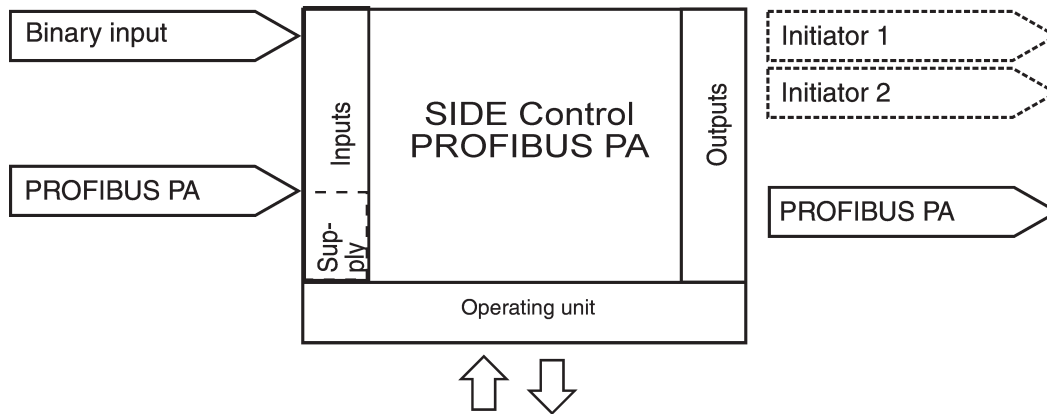 Binary input
PROFIBUS PA
Inputs
Sup-
ply
SIDE Control
PROFIBUS PA
Outputs
Operating unit
Initiator 1
Initiator 2
PROFIBUS PA